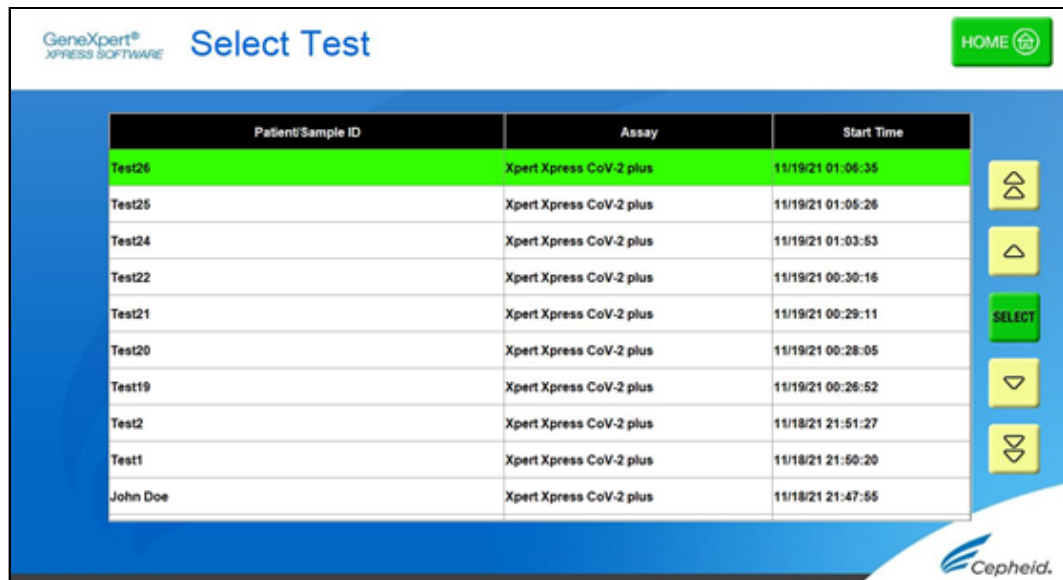 GeneXpert® Select Test HOME
XPRESS SOFTWARE
Patient/Sample ID Assay Start Time
Test26 Xpert Xpress CoV-2 plus 11/19/21 01:06:35
Test25 Xpert Xpress CoV-2 plus 11/19/21 01:05:26
Test24 Xpert Xpress CoV-2 plus 11/19/21 01:03:53
Test22 Xpert Xpress CoV-2 plus 11/19/21 00:30:16
Test21 Xpert Xpress CoV-2 plus 11/19/21 00:29:11
SELECT
Test20 Xpert Xpress CoV-2 plus 11/19/21 00:28:05
Test19 Xpert Xpress CoV-2 plus 11/19/21 00:26:52
Test2 Xpert Xpress CoV-2 plus 11/18/21 21:51:27
Test1 Xpert Xpress CoV-2 plus 11/18/21 21:50:20
John Doe Xpert Xpress CoV-2 plus 11/18/21 21:47:55
Cepheid.